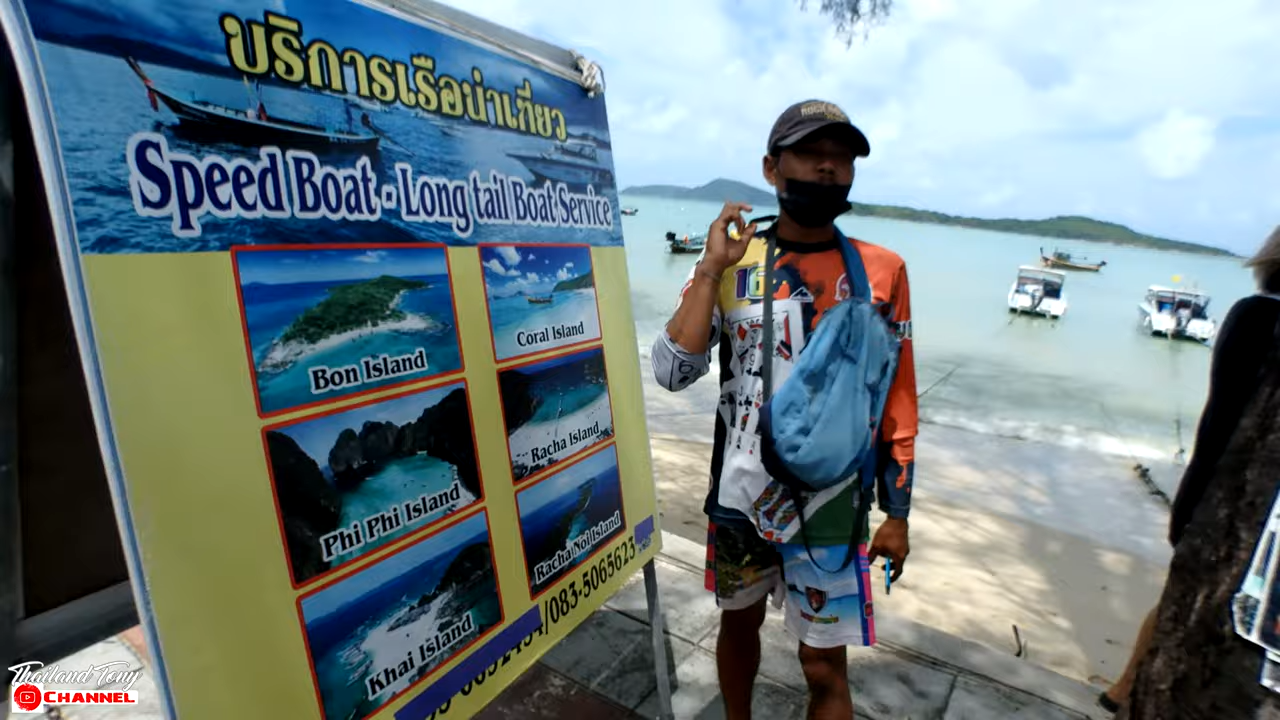 บริการเรือนำเที่ยว
Speed Boat - Long tail Boat Service
Bon Island
Coral Island
Phi Phi Island
Racha Island
Khai Island
Racha Noi Island
/083-5065623
16
Thailand Tony
CHANNEL